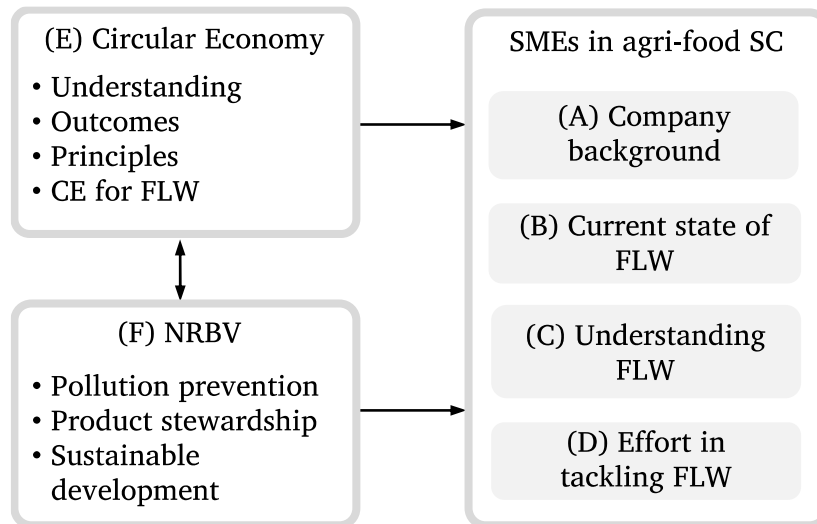 (E) Circular Economy
• Understanding
• Outcomes
• Principles
• CE for FLW
(F) NRBV
• Pollution prevention
• Product stewardship
• Sustainable
development
SMEs in agri-food SC
(A) Company
background
(B) Current state of
FLW
(C) Understanding
FLW
(D) Effort in
tackling FLW